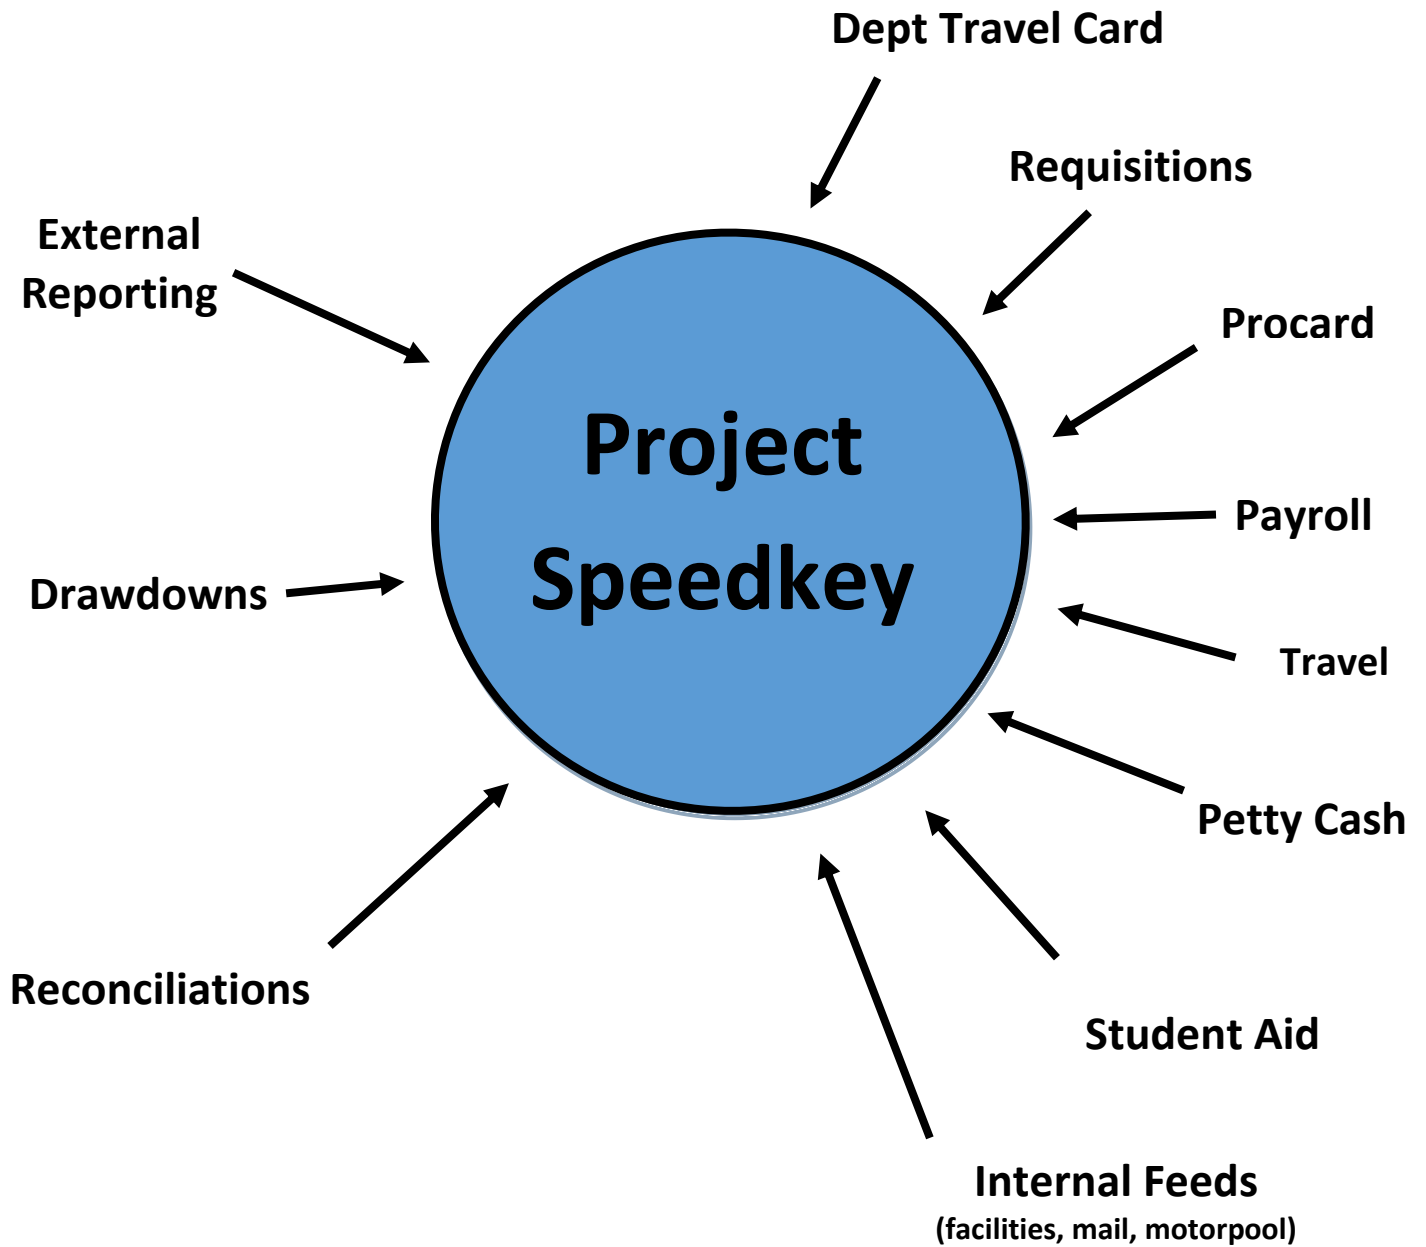 Dept Travel Card
Requisitions
External
Reporting
Procard
Project
Speedkey
Payroll
Drawdowns
Travel
Petty Cash
Reconciliations
Student Aid
Internal Feeds
(facilities, mail, motorpool)